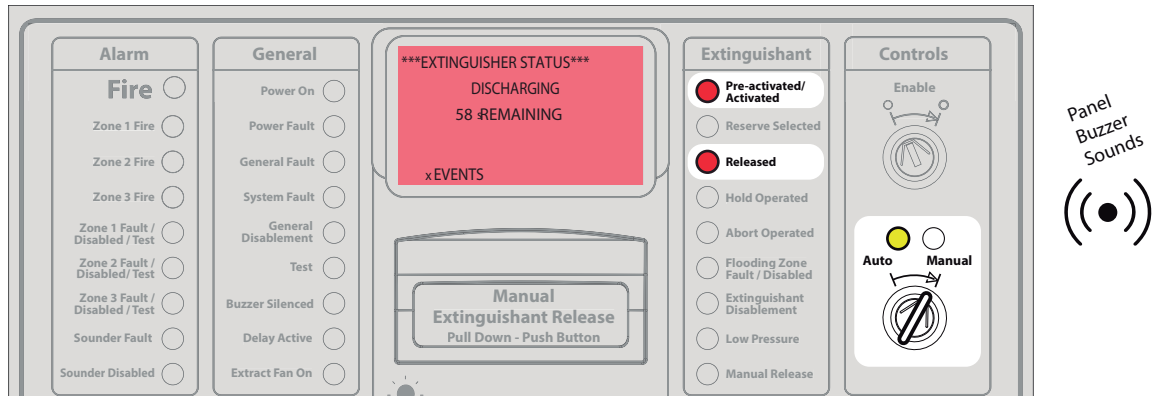 Alarm
Fire
Zone 1 Fire
Zone 2 Fire
Zone 3 Fire
Zone 1 Fault /
Disabled / Test
Zone 2 Fault /
Disabled/ Test
Zone 3 Fault /
Disabled / Test
Sounder Fault
Sounder Disabled
General
Power On
Power Fault
General Fault
System Fault
General
Disablement
Test
Buzzer Silenced
Delay Active
Extract Fan On
***EXTINGUISHER STATUS***
DISCHARGING
58 s REMAINING
x EVENTS
Manual
Extinguishant Release
Pull Down - Push Button
Extinguishant
Pre-activated/
Activated
Reserve Selected
Released
Hold Operated
Abort Operated
Flooding Zone
Fault / Disabled
Extinguishant
Disablement
Low Pressure
Manual Release
Controls
Enable
Auto Manual
Panel
Buzzer
Sounds